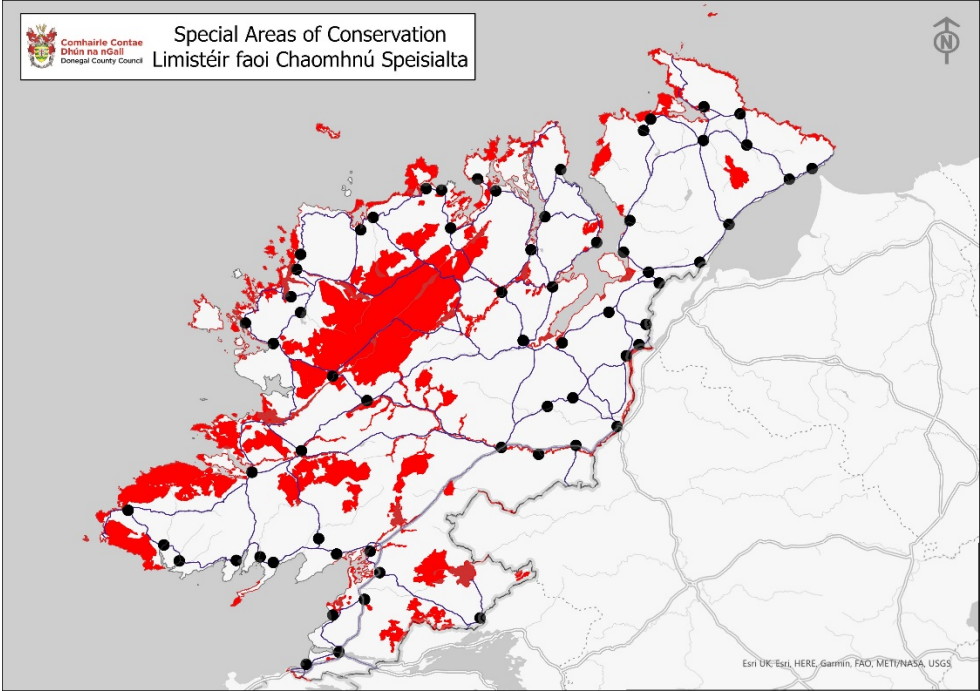 Comhairle Contae
Dhún na nGall
Donegal County Council
Special Areas of Conservation
Limistéir faoi Chaomhnú Speisialta
N
Esri UK, Esri, HERE, Garmin, FAO, METI/NASA, USGS